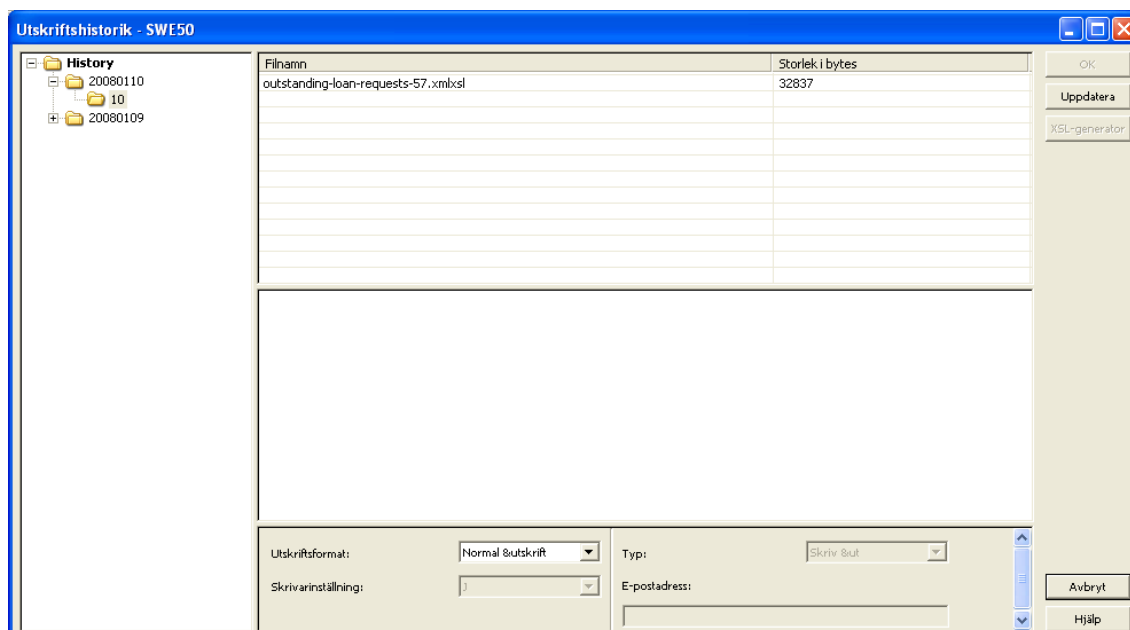 Utskriftshistorik - SWE50
History
20080110
10
20080109
Filnamn Storlek i bytes
outstanding-loan-requests-57.xmlxsl 32837
OK
Uppdatera
XSL-generator
Utskriftsformat: Normal &utskrift
Skrivarinställning: J
Typ: Skriv &ut
E-postadress:
Avbryt
Hjälp